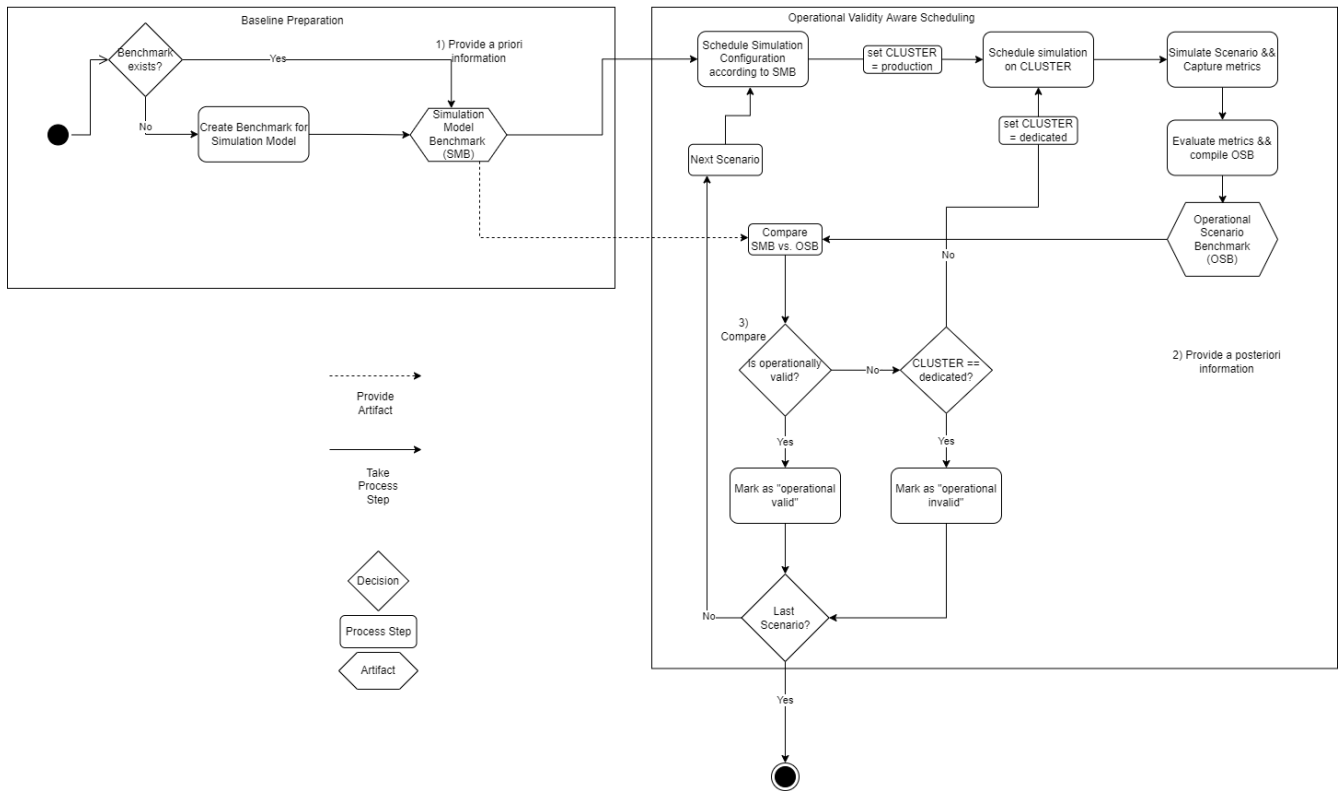 Baseline Preparation
Benchmark
exists?
Yes
1) Provide a priori
information
No
Create Benchmark for
Simulation Model
Simulation
Model
Benchmark
(SMB)
Operational Validity Aware Scheduling
Schedule Simulation
Configuration
according to SMB
set CLUSTER
= production
Schedule simulation
on CLUSTER
Simulate Scenario &&
Capture metrics
set CLUSTER
= dedicated
Evaluate metrics &&
compile OSB
Next Scenario
Operational
Scenario
Benchmark
(OSB)
Compare
SMB vs. OSB
No
3)
Compare
Is operationally
valid?
No
CLUSTER ==
dedicated?
2) Provide a posteriori
information
Yes
Yes
Mark as "operational
valid"
Mark as "operational
invalid"
Last
Scenario?
No
Yes
Provide
Artifact
Take
Process
Step
Decision
Process Step
Artifact